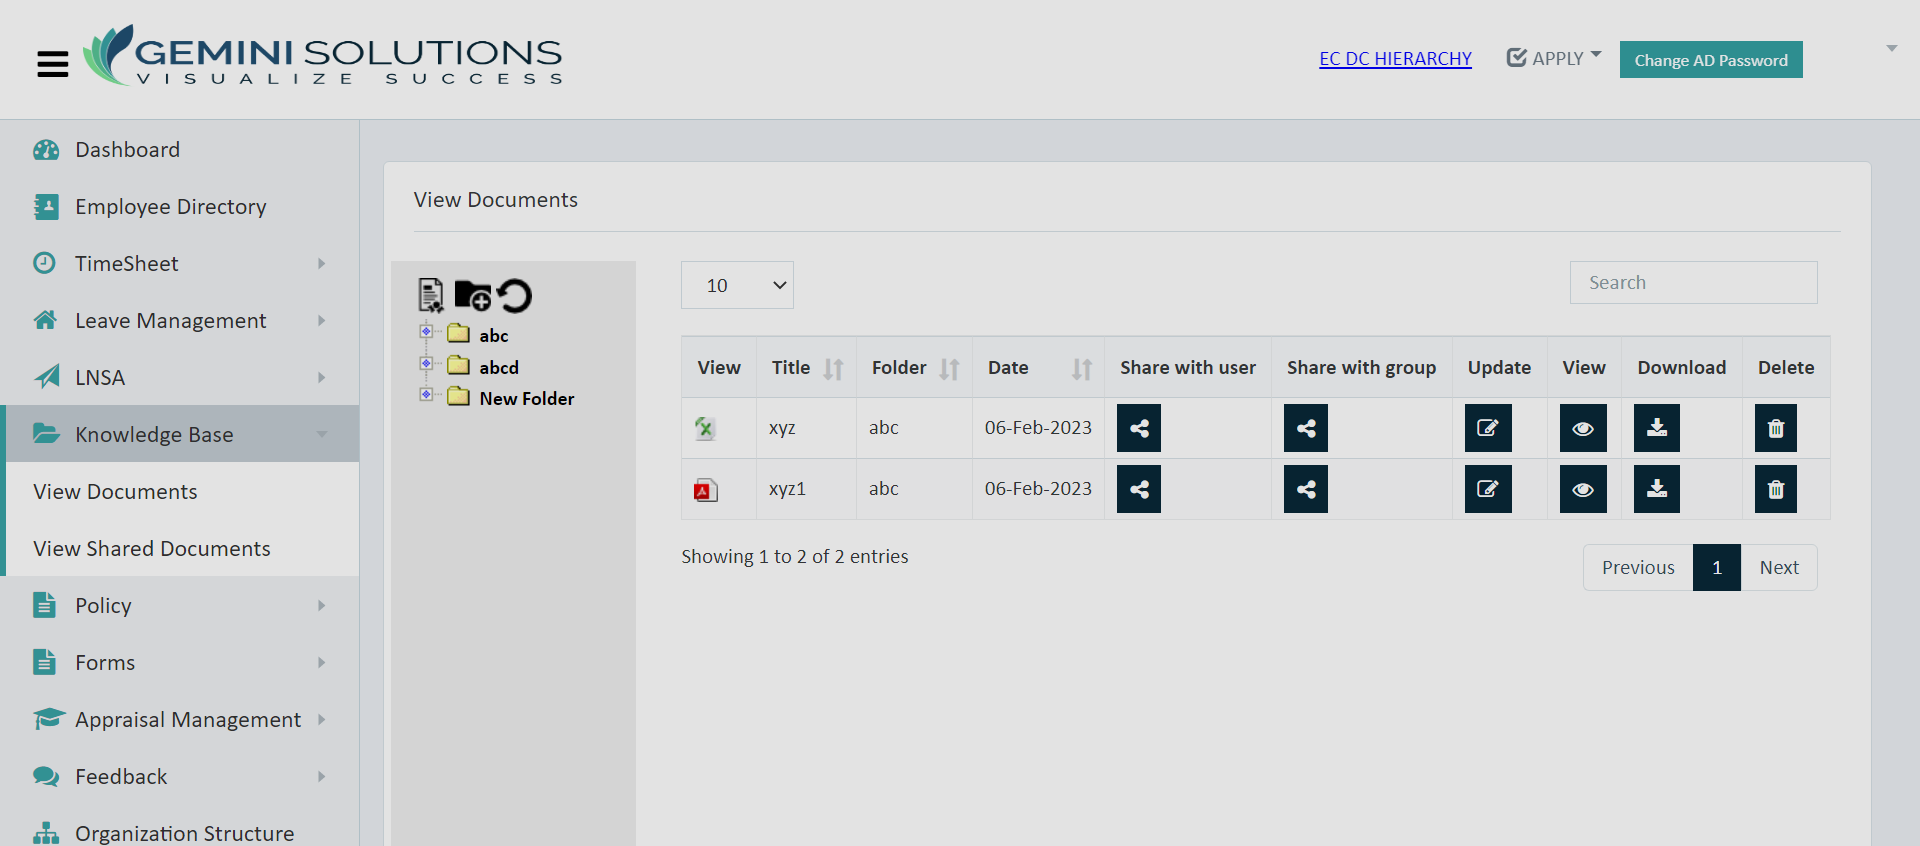 GEMINI SOLUTIONS
VISUALIZE SUCCESS
EC DC HIERARCHY
APPLY
Change AD Password
Dashboard
Employee Directory
TimeSheet
Leave Management
LNSA
Knowledge Base
View Documents
View Shared Documents
Policy
Forms
Appraisal Management
Feedback
Organization Structure
View Documents
abc
abcd
New Folder
10
Search
View Title Folder Date Share with user Share with group Update View Download Delete
xyz abc 06-Feb-2023
xyz1 abc 06-Feb-2023
Showing 1 to 2 of 2 entries
Previous 1 Next